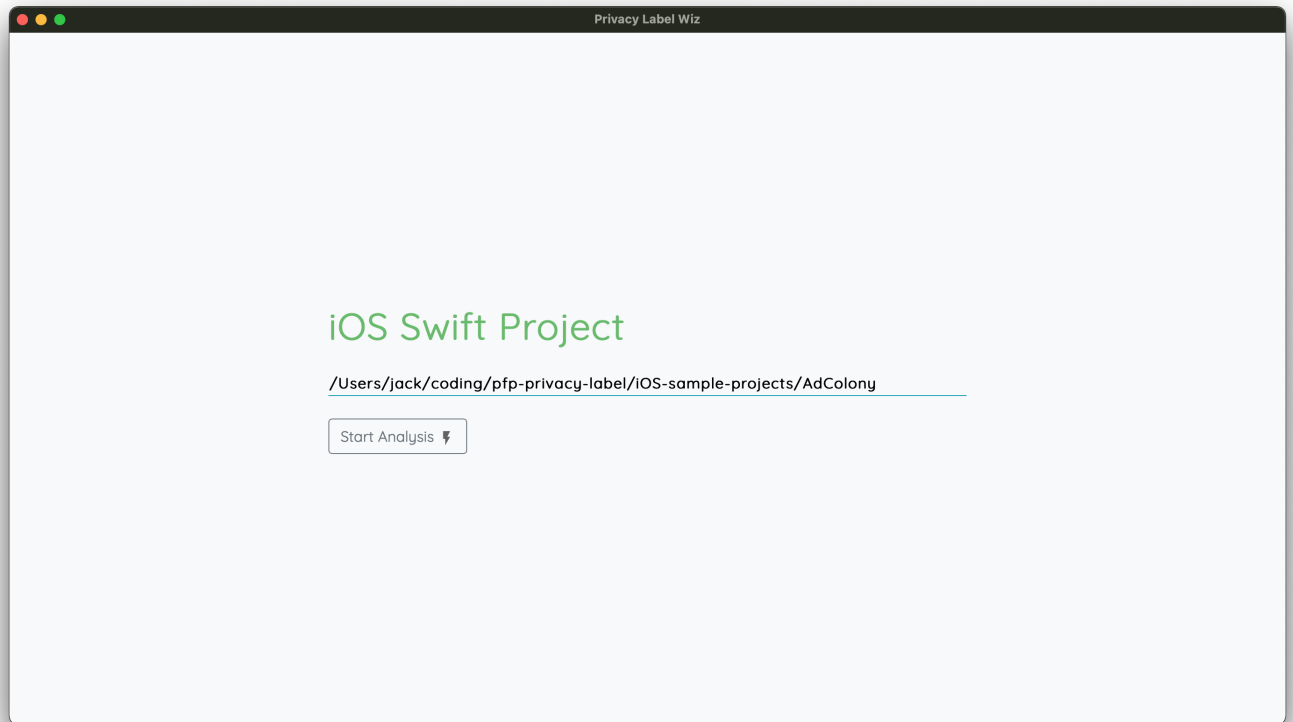 Privacy Label Wiz
iOS Swift Project
/Users/jack/coding/pfp-privacy-label/iOS-sample-projects/AdColony
Start Analysis